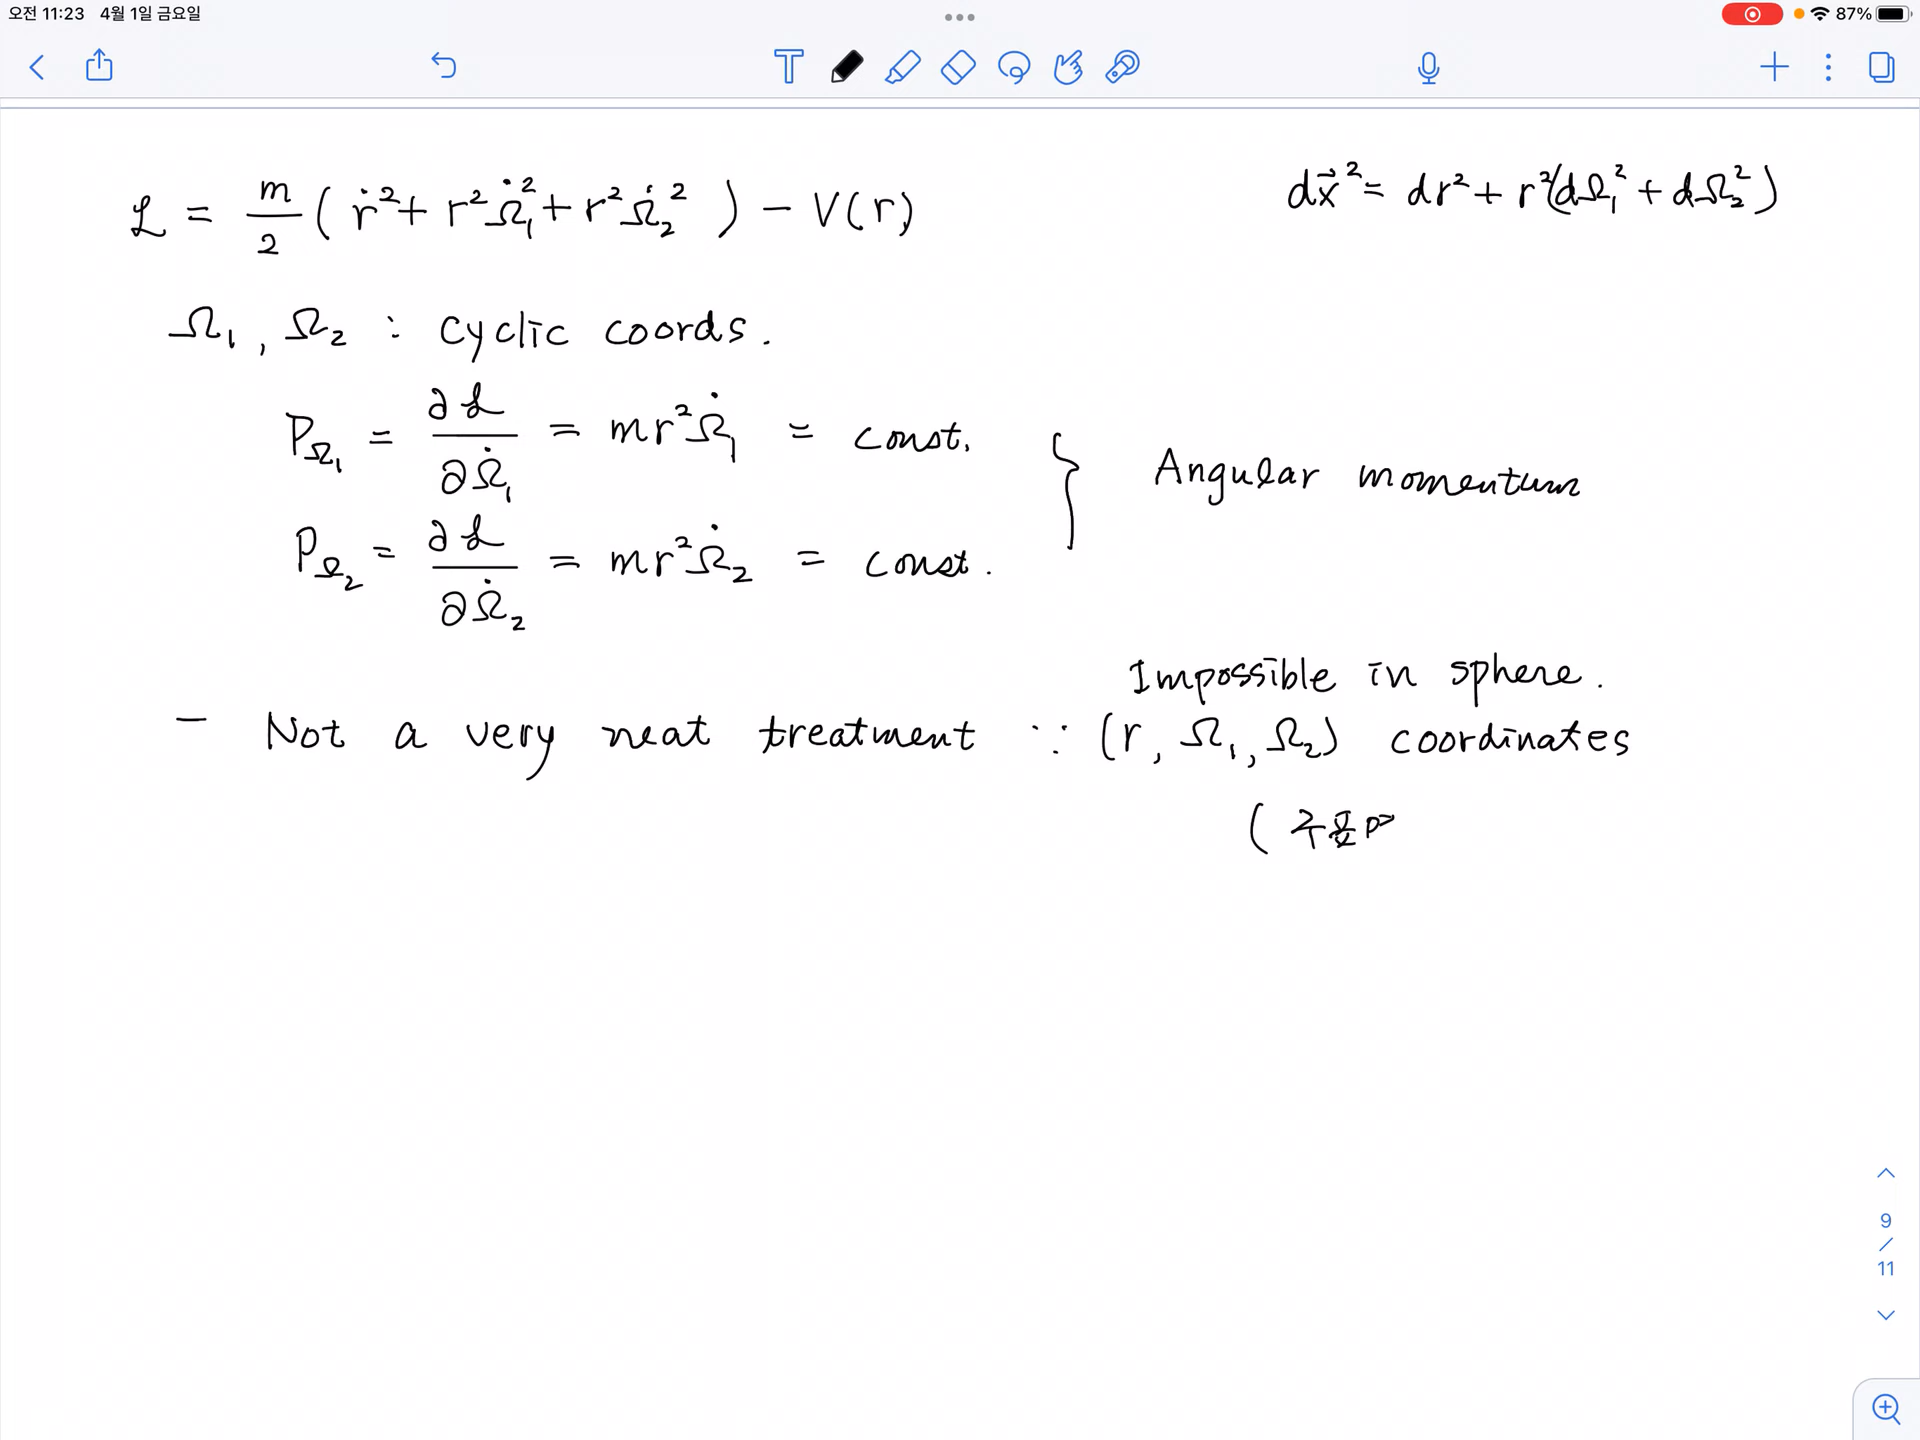 오전 11:23 4월 1일 금요일
87%
ℒ = m/2 ( ṙ² + r²Ω̇₁² + r²Ω̇₂² ) − V(r)
dx⃗² = dr² + r²(dΩ₁² + dΩ₂²)
Ω₁, Ω₂ : cyclic coords.
P_Ω₁ = ∂ℒ/∂Ω̇₁ = mr²Ω̇₁ = const.
Angular momentum
P_Ω₂ = ∂ℒ/∂Ω̇₂ = mr²Ω̇₂ = const.
Impossible in sphere.
− Not a very neat treatment ∵ (r, Ω₁, Ω₂) coordinates
(
9
/
11